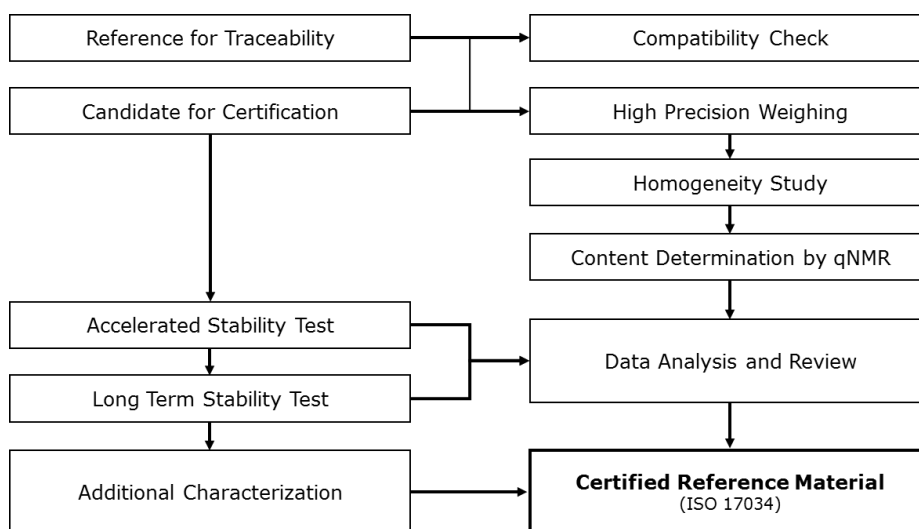 Reference for Traceability
Compatibility Check
Candidate for Certification
High Precision Weighing
Homogeneity Study
Content Determination by qNMR
Accelerated Stability Test
Data Analysis and Review
Long Term Stability Test
Additional Characterization
Certified Reference Material
(ISO 17034)